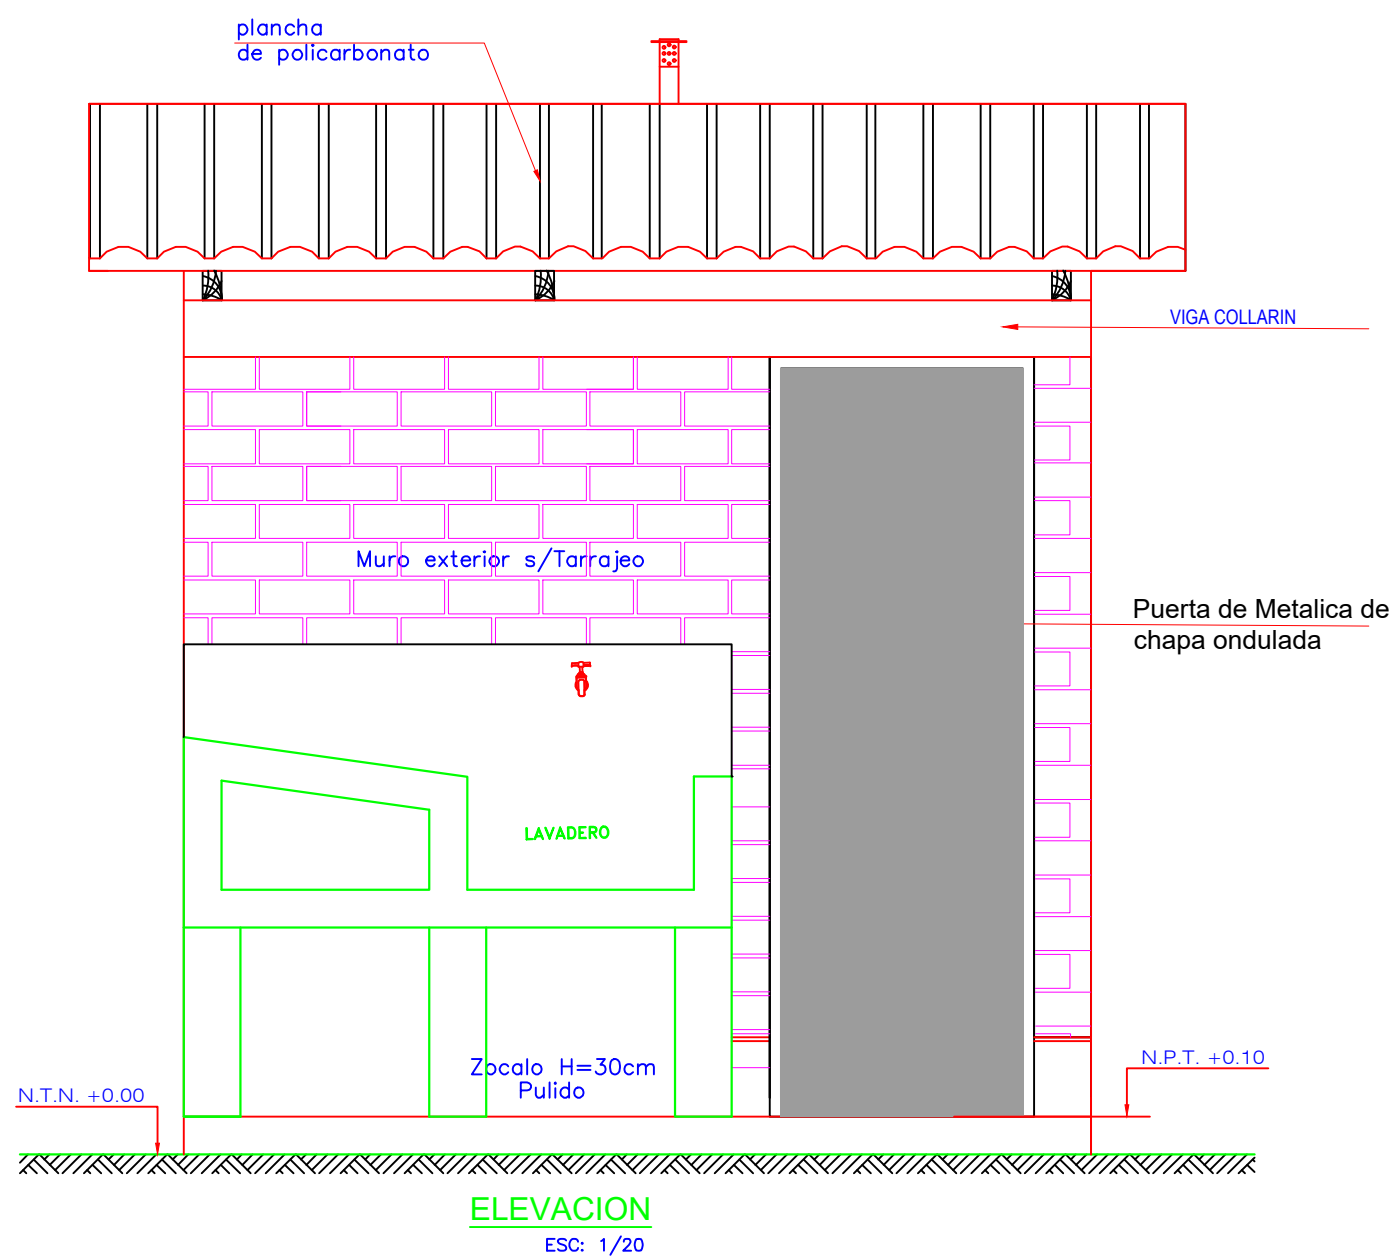 plancha
de policarbonato
VIGA COLLARIN
Muro exterior s/Tarrajeo
Puerta de Metalica de
chapa ondulada
LAVADERO
Zocalo H=30cm
Pulido
N.P.T. +0.10
N.T.N. +0.00
ELEVACION
ESC: 1/20